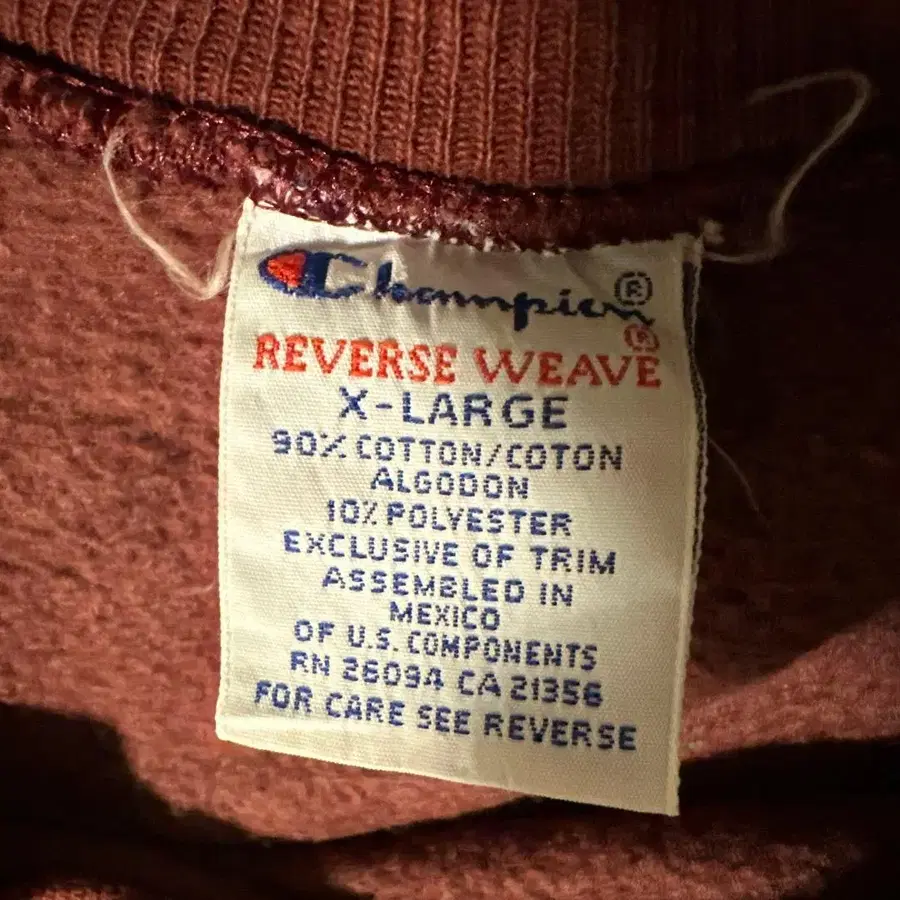 Champion®
REVERSE WEAVE®
X-LARGE
90% COTTON/COTON
ALGODON
10% POLYESTER
EXCLUSIVE OF TRIM
ASSEMBLED IN
MEXICO
OF U.S. COMPONENTS
RN 26094 CA 21356
FOR CARE SEE REVERSE